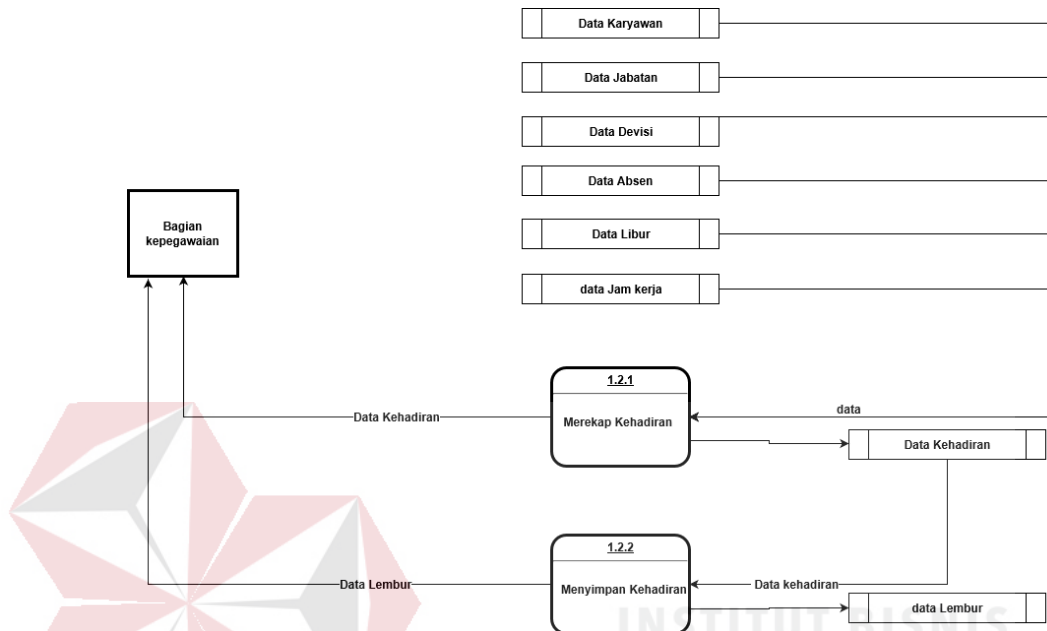 Data Karyawan
Data Jabatan
Data Devisi
Data Absen
Bagian
kepegawaian
Data Libur
data Jam kerja
1.2.1
Merekap Kehadiran
Data Kehadiran
data
Data Kehadiran
1.2.2
Menyimpan Kehadiran
Data Lembur
Data kehadiran
data Lembur
INSTITUT BISNIS